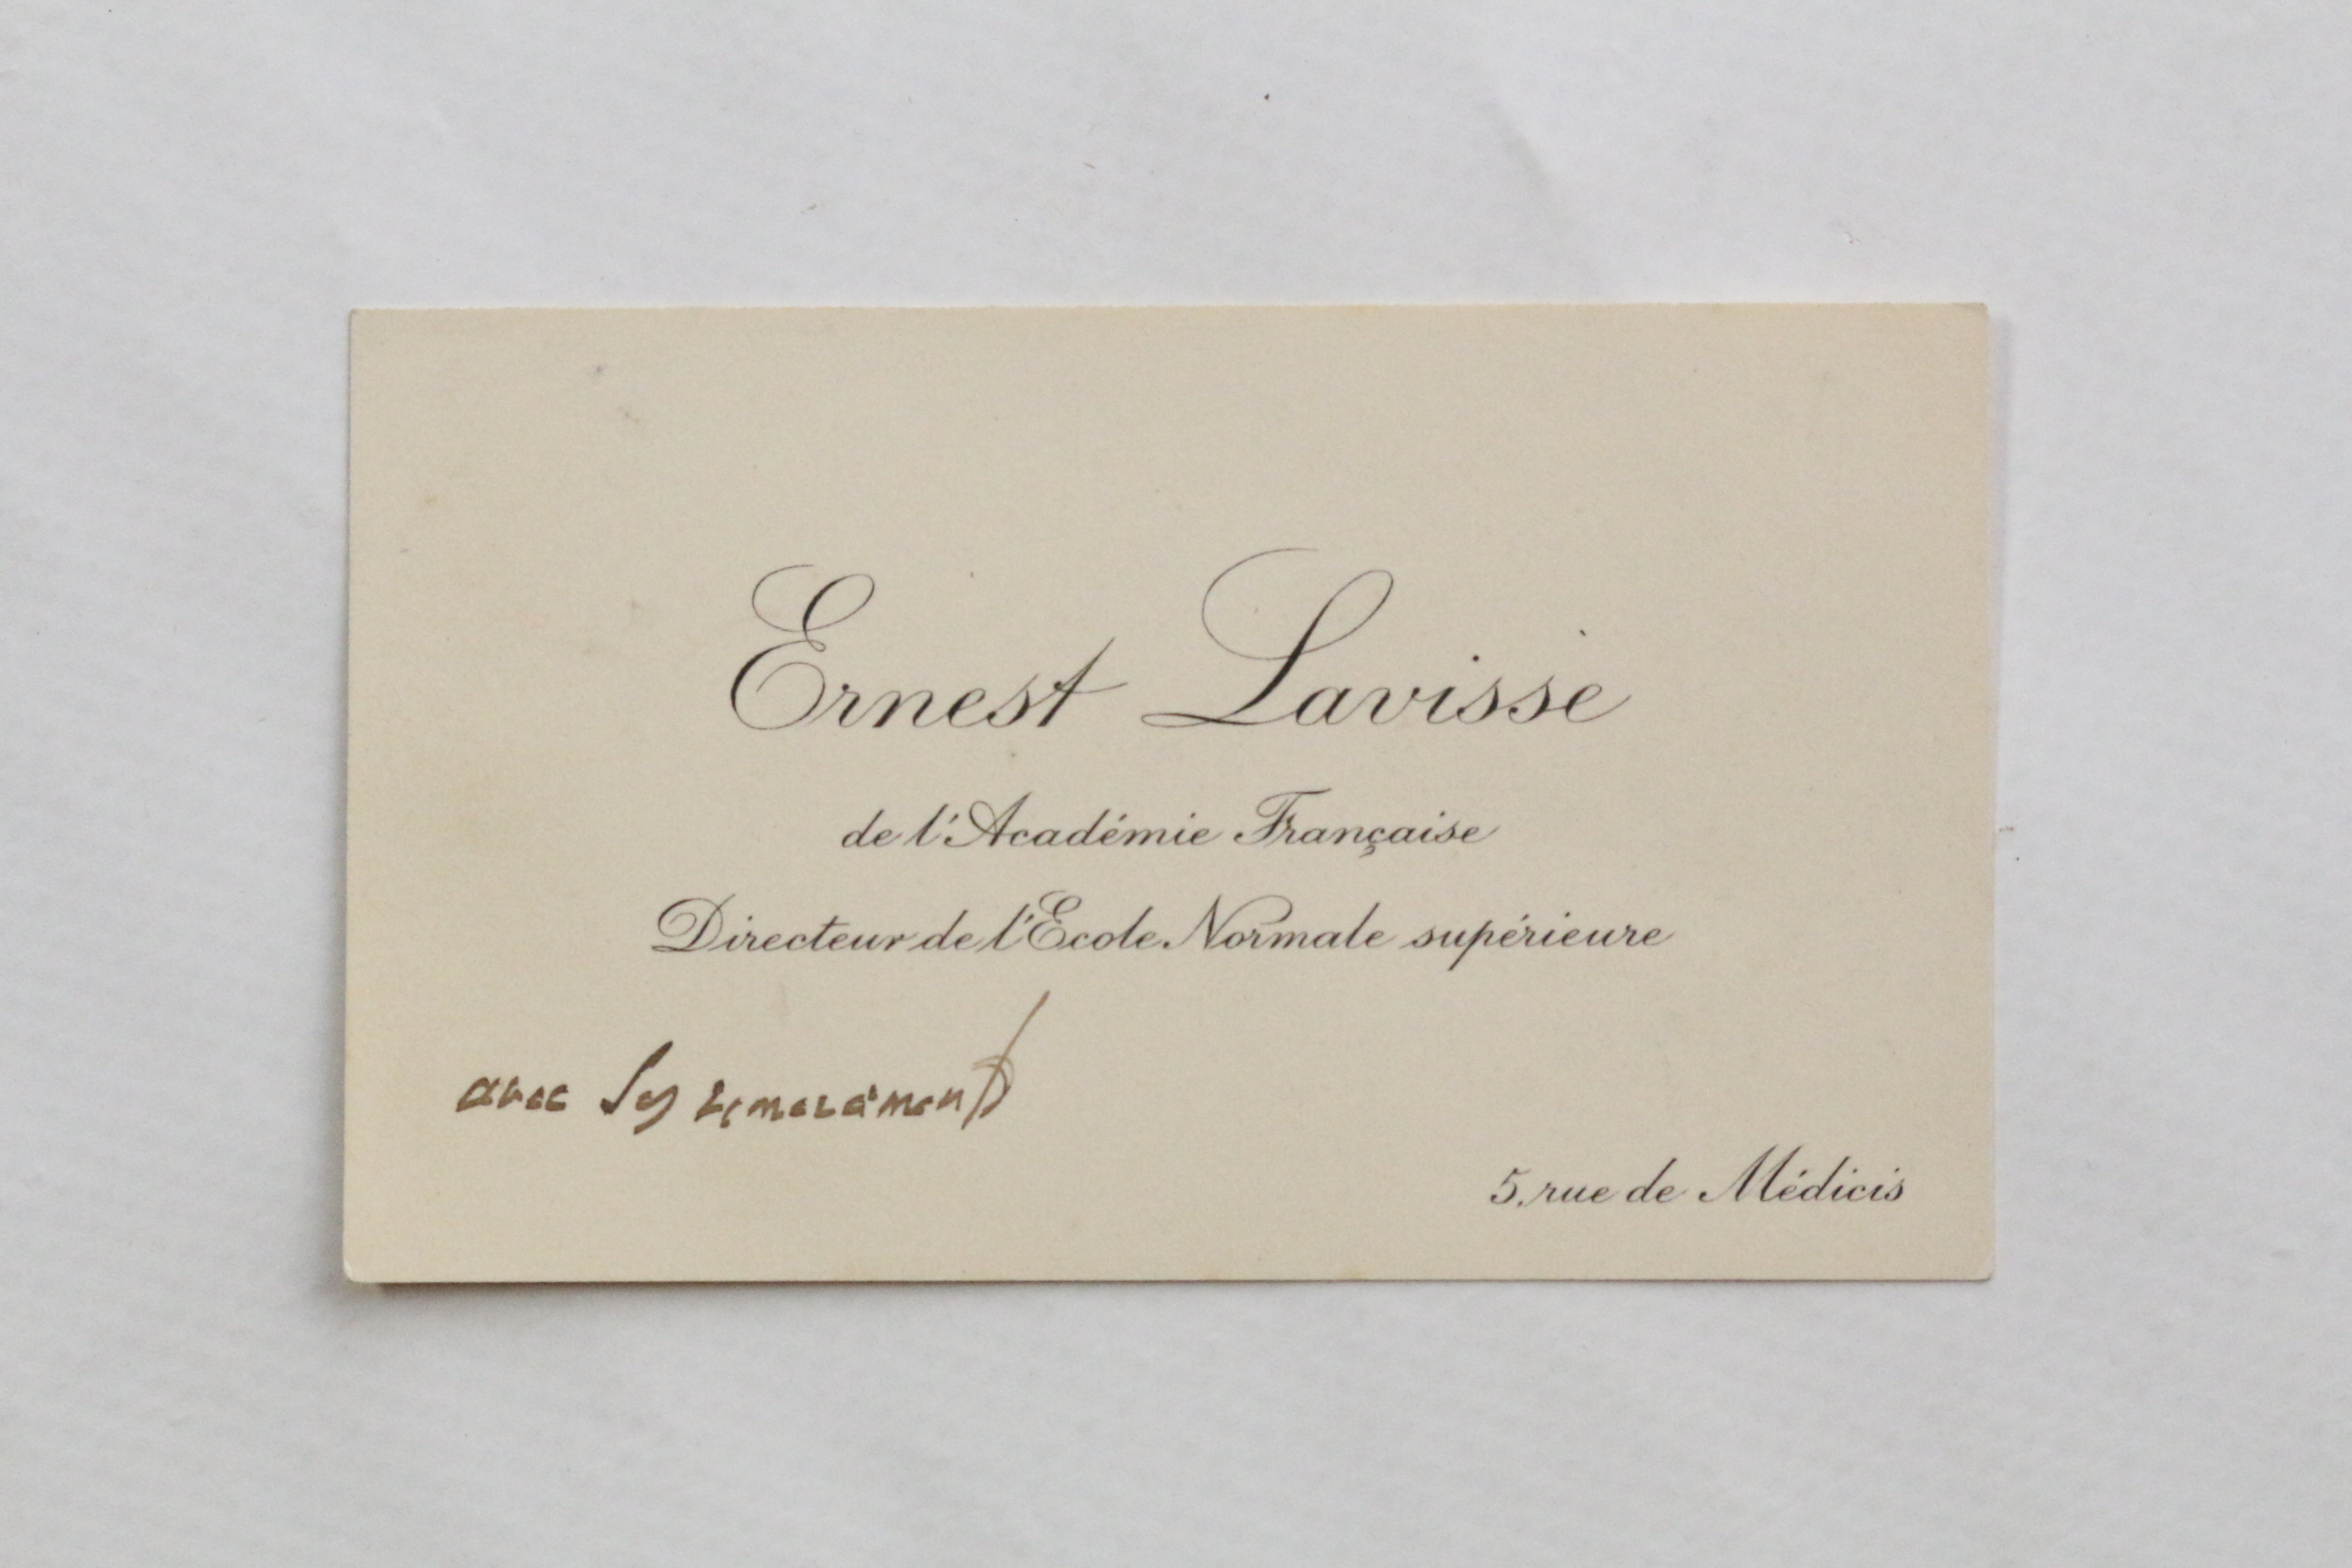 Ernest Lavisse
de l'Académie Française
Directeur de l'Ecole Normale supérieure
avec ses remerciements
5, rue de Médicis